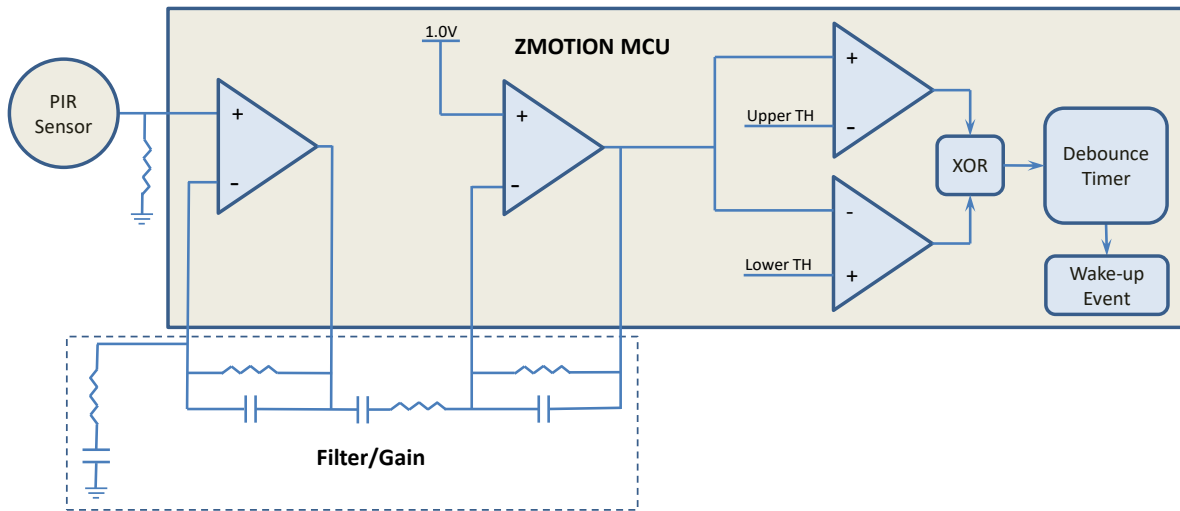 1.0V
ZMOTION MCU
PIR
Sensor
+
-
+
-
+
Upper TH
-
XOR
Debounce
Timer
-
Lower TH
+
Wake-up
Event
Filter/Gain